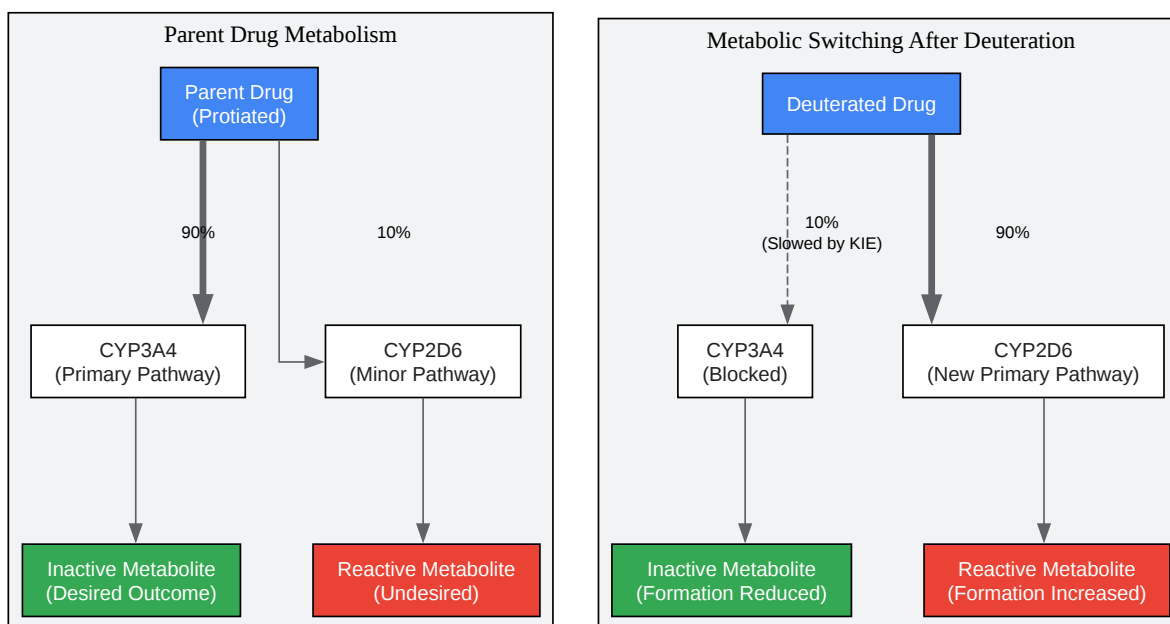 Parent Drug Metabolism
Parent Drug
(Protiated)
90%
10%
CYP3A4
(Primary Pathway)
CYP2D6
(Minor Pathway)
Inactive Metabolite
(Desired Outcome)
Reactive Metabolite
(Undesired)
Metabolic Switching After Deuteration
Deuterated Drug
10%
(Slowed by KIE)
90%
CYP3A4
(Blocked)
CYP2D6
(New Primary Pathway)
Inactive Metabolite
(Formation Reduced)
Reactive Metabolite
(Formation Increased)